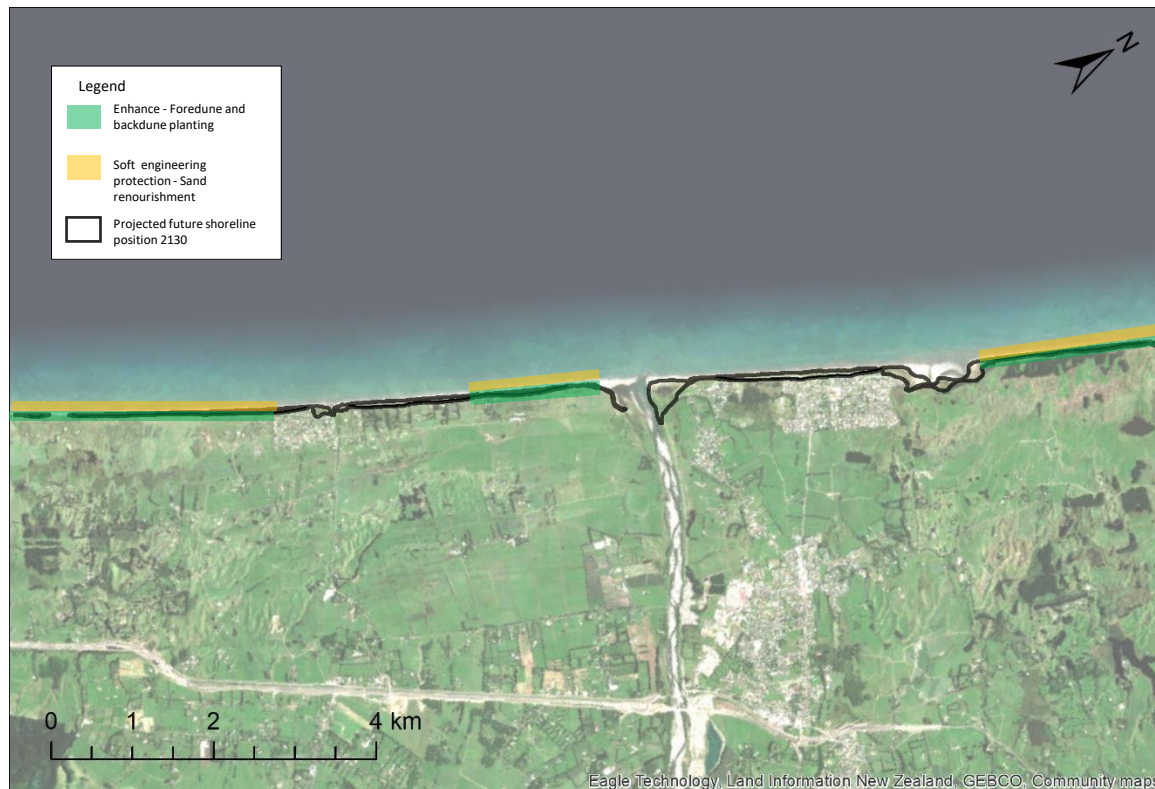 N
Legend
Enhance - Foredune and
backdune planting
Soft engineering
protection - Sand
renourishment
Projected future shoreline
position 2130
0 1 2 4 km
Eagle Technology, Land Information New Zealand, GEBCO, Community maps